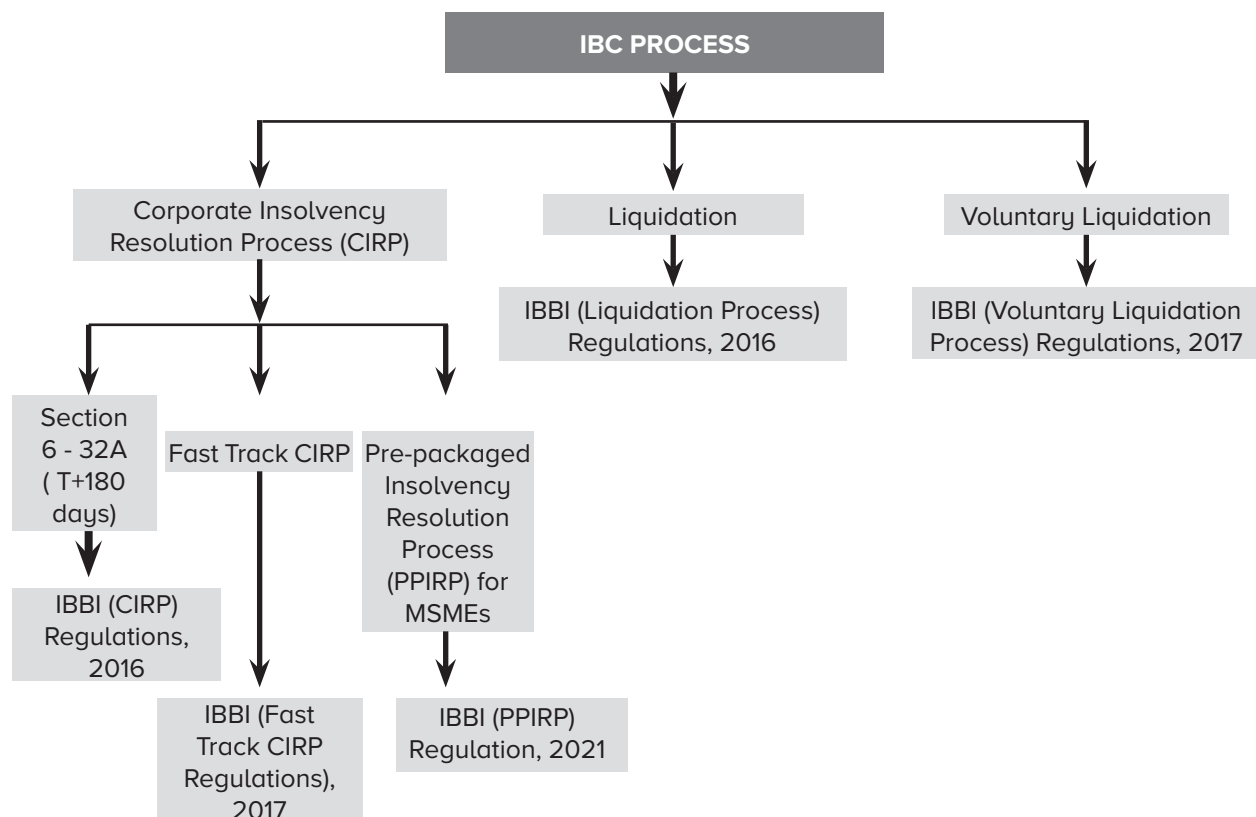 IBC PROCESS
Corporate Insolvency
Resolution Process (CIRP)
Liquidation
Voluntary Liquidation
IBBI (Liquidation Process)
Regulations, 2016
IBBI (Voluntary Liquidation
Process) Regulations, 2017
Section
6 - 32A
( T+180
days)
Fast Track CIRP
Pre-packaged
Insolvency
Resolution
Process
(PPIRP) for
MSMEs
IBBI (CIRP)
Regulations,
2016
IBBI (Fast
Track CIRP
Regulations),
2017
IBBI (PPIRP)
Regulation, 2021